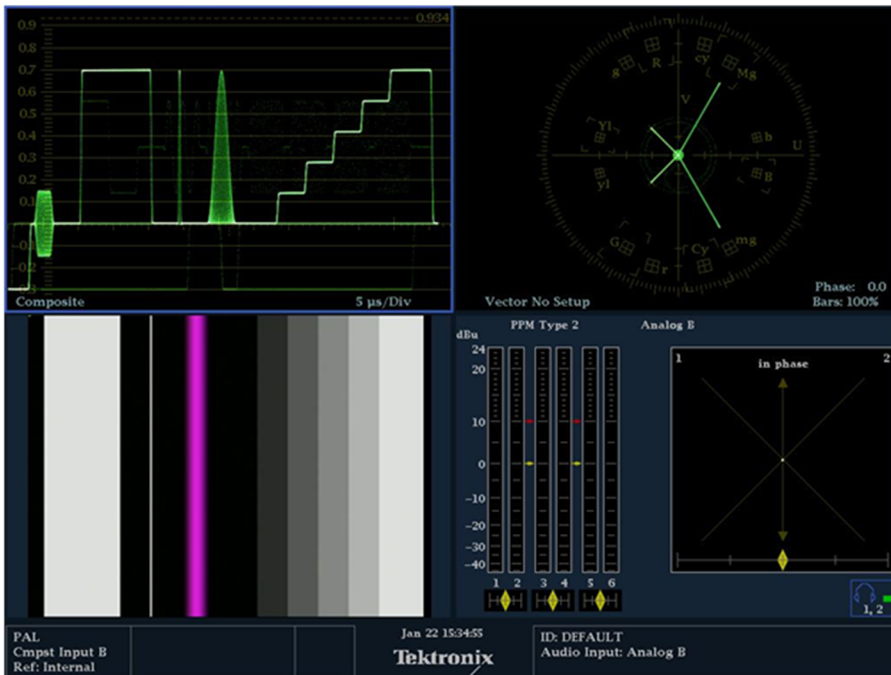 0.934
0.9
0.8
0.7
0.6
0.5
0.4
0.3
0.2
0.1
0
-0.1
Composite
5 µs/Div
g
R
cy
Mg
V
Yl
b
U
yl
B
G
r
Cy
mg
Phase: 0.0
Vector No Setup
Bars: 100%
PPM Type 2
Analog B
dBu
24
20
10
0
-10
-20
-30
-40
1 2 3 4 5 6
1
2
in phase
1, 2
PAL
Cmpst Input B
Ref: Internal
Jan 22 15:34:55
Tektronix
ID: DEFAULT
Audio Input: Analog B